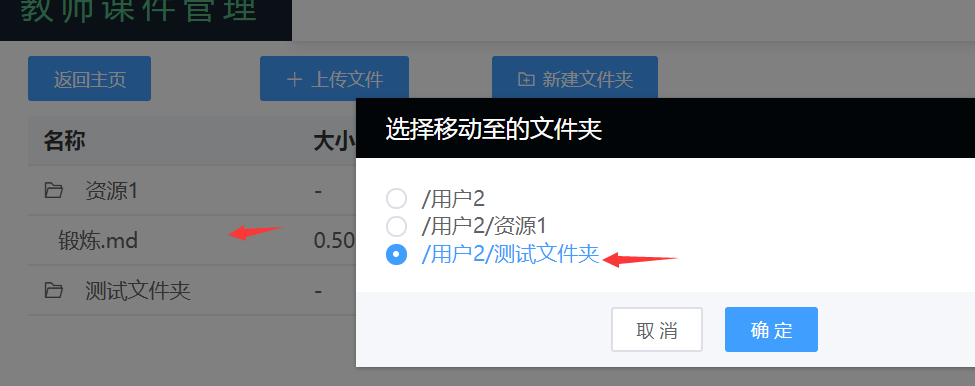 教师课件管理
返回主页
上传文件
新建文件夹
名称
大小
资源1
-
锻炼.md
0.50
测试文件夹
-
选择移动至的文件夹
/用户2
/用户2/资源1
/用户2/测试文件夹
取 消
确 定